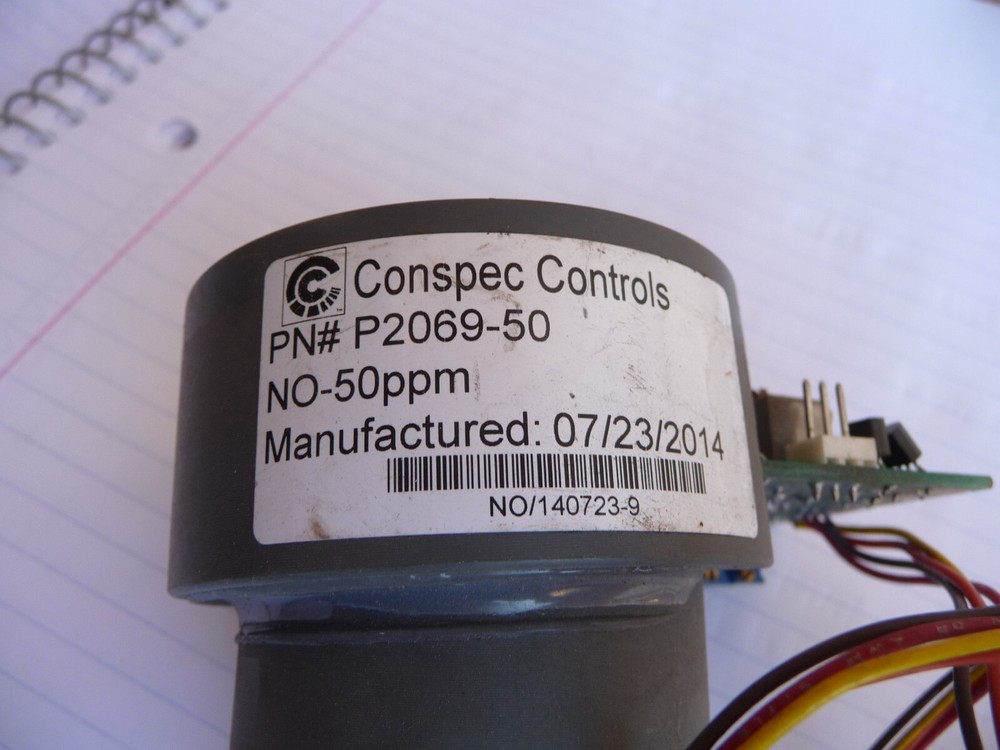 Conspec Controls
PN# P2069-50
NO-50ppm
Manufactured: 07/23/2014
NO/140723-9